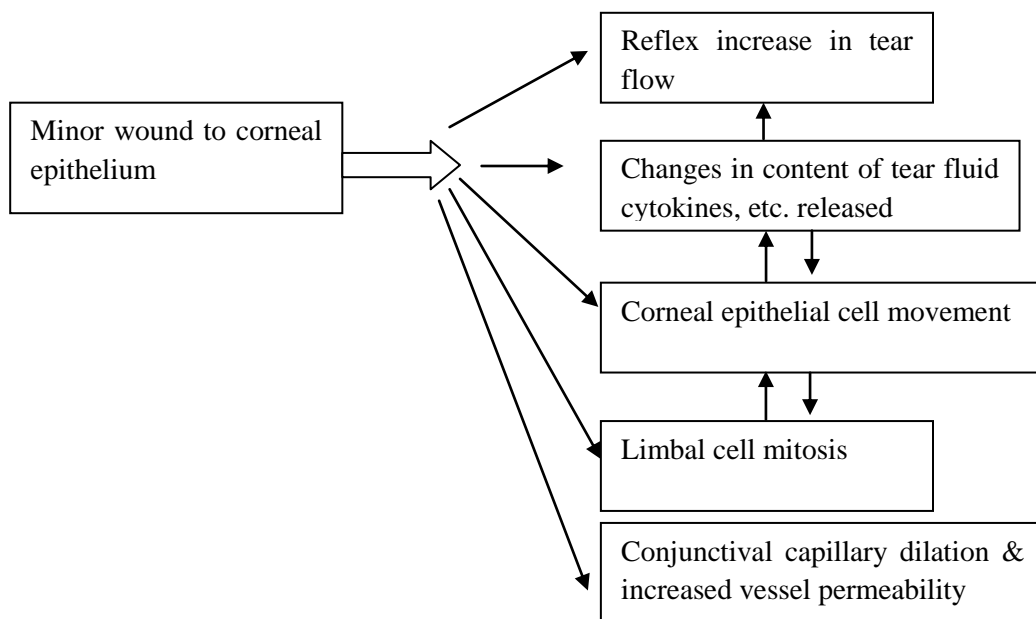 Reflex increase in tear
flow
Minor wound to corneal
epithelium
Changes in content of tear fluid
cytokines, etc. released
Corneal epithelial cell movement
Limbal cell mitosis
Conjunctival capillary dilation &
increased vessel permeability